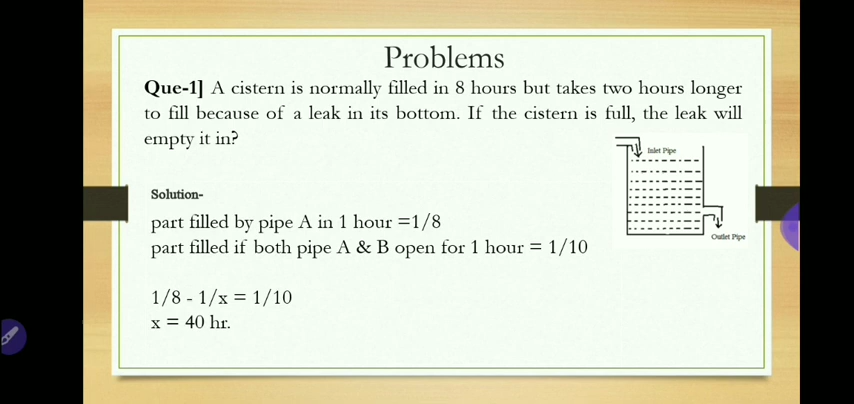 Problems
Que-1] A cistern is normally filled in 8 hours but takes two hours longer
to fill because of a leak in its bottom. If the cistern is full, the leak will
empty it in?
Inlet Pipe
Solution-
part filled by pipe A in 1 hour =1/8
Outlet Pipe
part filled if both pipe A & B open for 1 hour = 1/10
1/8 - 1/x = 1/10
x = 40 hr.